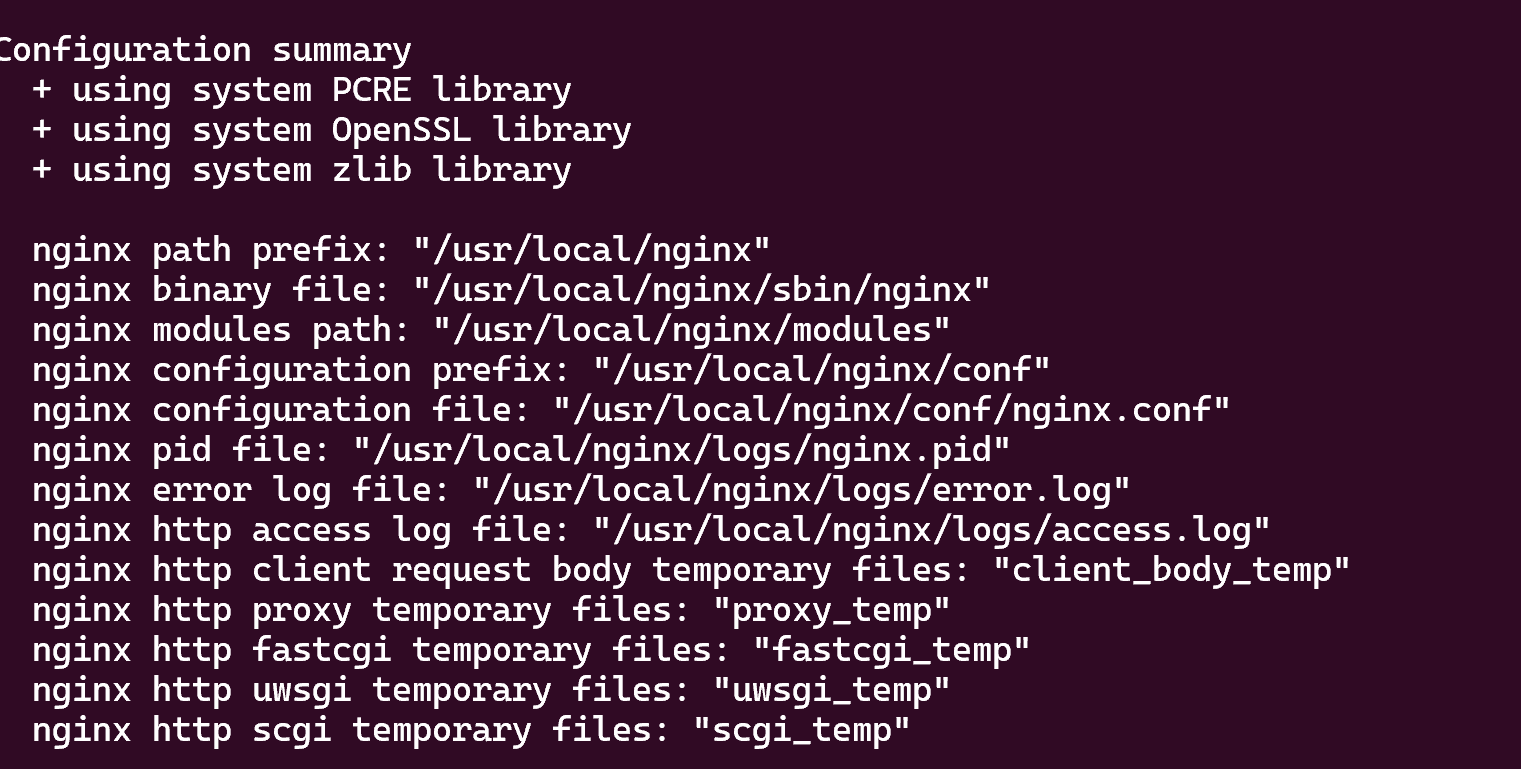 Configuration summary
+ using system PCRE library
+ using system OpenSSL library
+ using system zlib library
nginx path prefix: "/usr/local/nginx"
nginx binary file: "/usr/local/nginx/sbin/nginx"
nginx modules path: "/usr/local/nginx/modules"
nginx configuration prefix: "/usr/local/nginx/conf"
nginx configuration file: "/usr/local/nginx/conf/nginx.conf"
nginx pid file: "/usr/local/nginx/logs/nginx.pid"
nginx error log file: "/usr/local/nginx/logs/error.log"
nginx http access log file: "/usr/local/nginx/logs/access.log"
nginx http client request body temporary files: "client_body_temp"
nginx http proxy temporary files: "proxy_temp"
nginx http fastcgi temporary files: "fastcgi_temp"
nginx http uwsgi temporary files: "uwsgi_temp"
nginx http scgi temporary files: "scgi_temp"